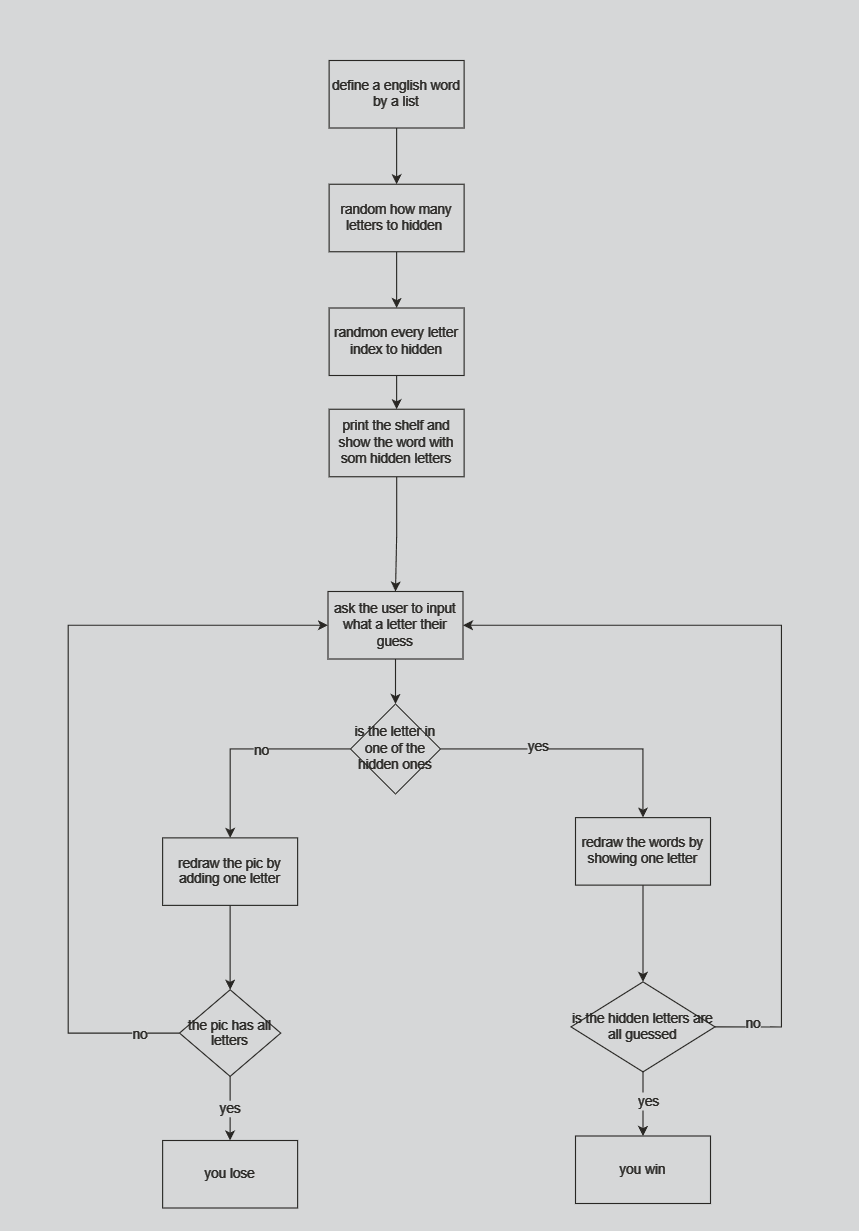 define a english word
by a list
random how many
letters to hidden
randmon every letter
index to hidden
print the shelf and
show the word with
som hidden letters
ask the user to input
what a letter their
guess
is the letter in
one of the
hidden ones
no
yes
redraw the pic by
adding one letter
redraw the words by
showing one letter
the pic has all
letters
no
is the hidden letters are
all guessed
no
yes
yes
you lose
you win